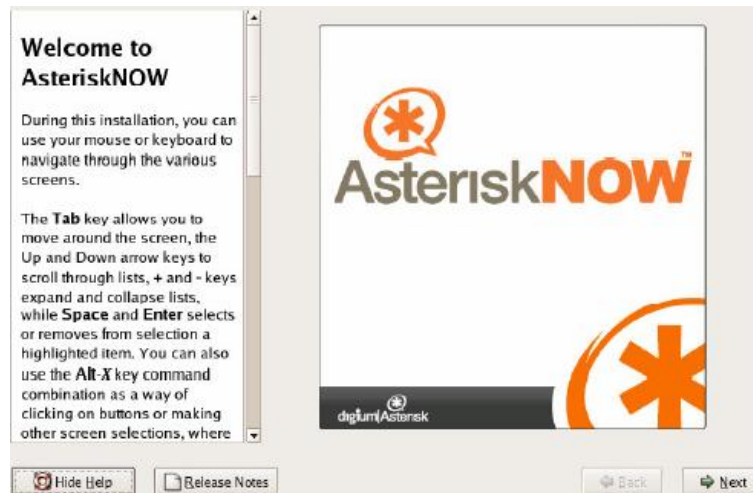 Welcome to
AsteriskNOW
During this installation, you can
use your mouse or keyboard to
navigate through the various
screens.
The Tab key allows you to
move around the screen, the
Up and Down arrow keys to
scroll through lists, + and - keys
expand and collapse lists,
while Space and Enter selects
or removes from selection a
highlighted item. You can also
use the Alt-X key command
combination as a way of
clicking on buttons or making
other screen selections, where
AsteriskNOW™
digium|Asterisk
Hide Help
Release Notes
Back
Next